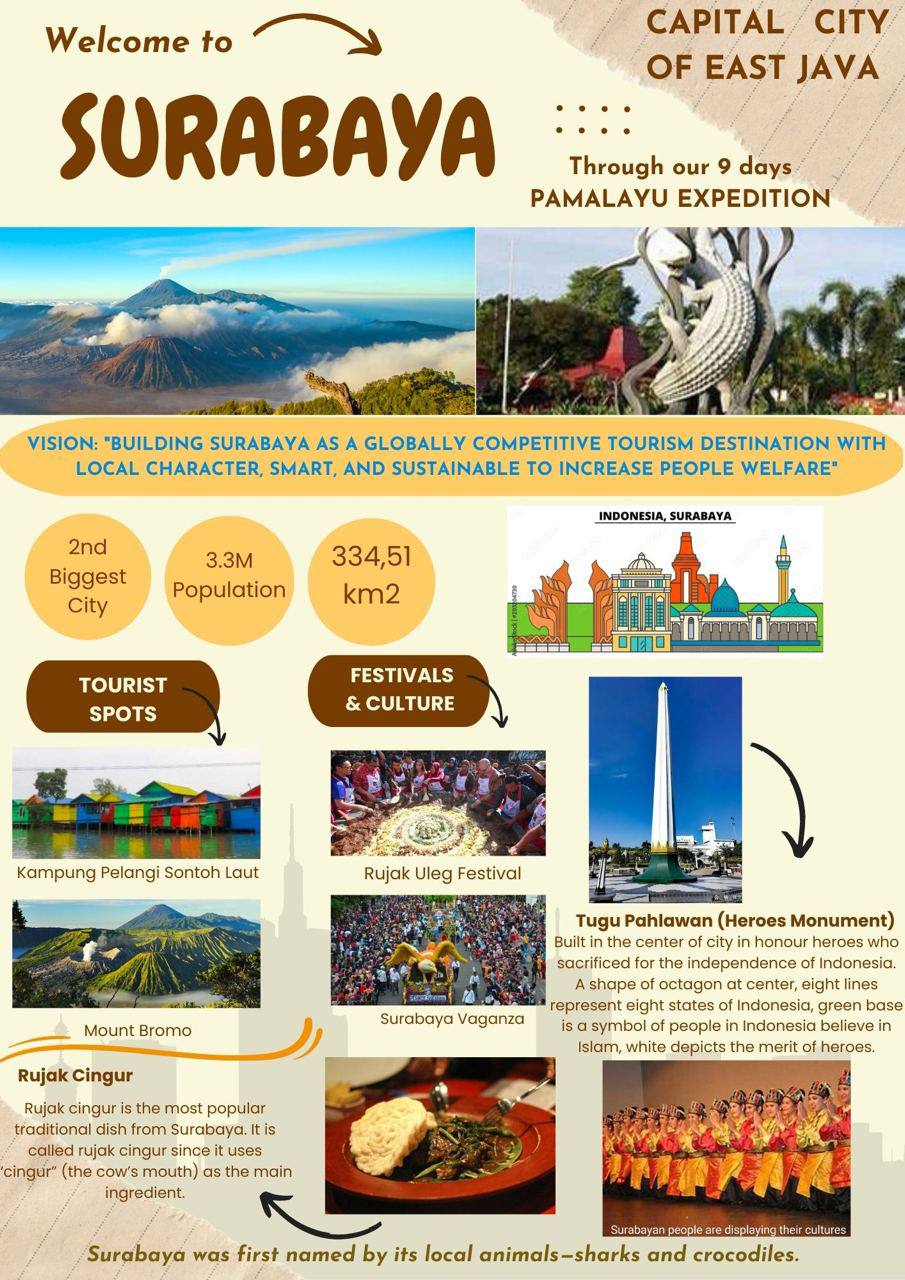 Welcome to
SURABAYA
CAPITAL CITY
OF EAST JAVA
Through our 9 days
PAMALAYU EXPEDITION
VISION: "BUILDING SURABAYA AS A GLOBALLY COMPETITIVE TOURISM DESTINATION WITH
LOCAL CHARACTER, SMART, AND SUSTAINABLE TO INCREASE PEOPLE WELFARE"
2nd
Biggest
City
3.3M
Population
334,51
km2
INDONESIA, SURABAYA
TOURIST
SPOTS
Kampung Pelangi Sontoh Laut
Mount Bromo
FESTIVALS
& CULTURE
Rujak Uleg Festival
Surabaya Vaganza
Tugu Pahlawan (Heroes Monument)
Built in the center of city in honour heroes who
sacrificed for the independence of Indonesia.
A shape of octagon at center, eight lines
represent eight states of Indonesia, green base
is a symbol of people in Indonesia believe in
Islam, white depicts the merit of heroes.
Rujak Cingur
Rujak cingur is the most popular
traditional dish from Surabaya. It is
called rujak cingur since it uses
"cingur" (the cow's mouth) as the main
ingredient.
Surabayan people are displaying their cultures
Surabaya was first named by its local animals—sharks and crocodiles.